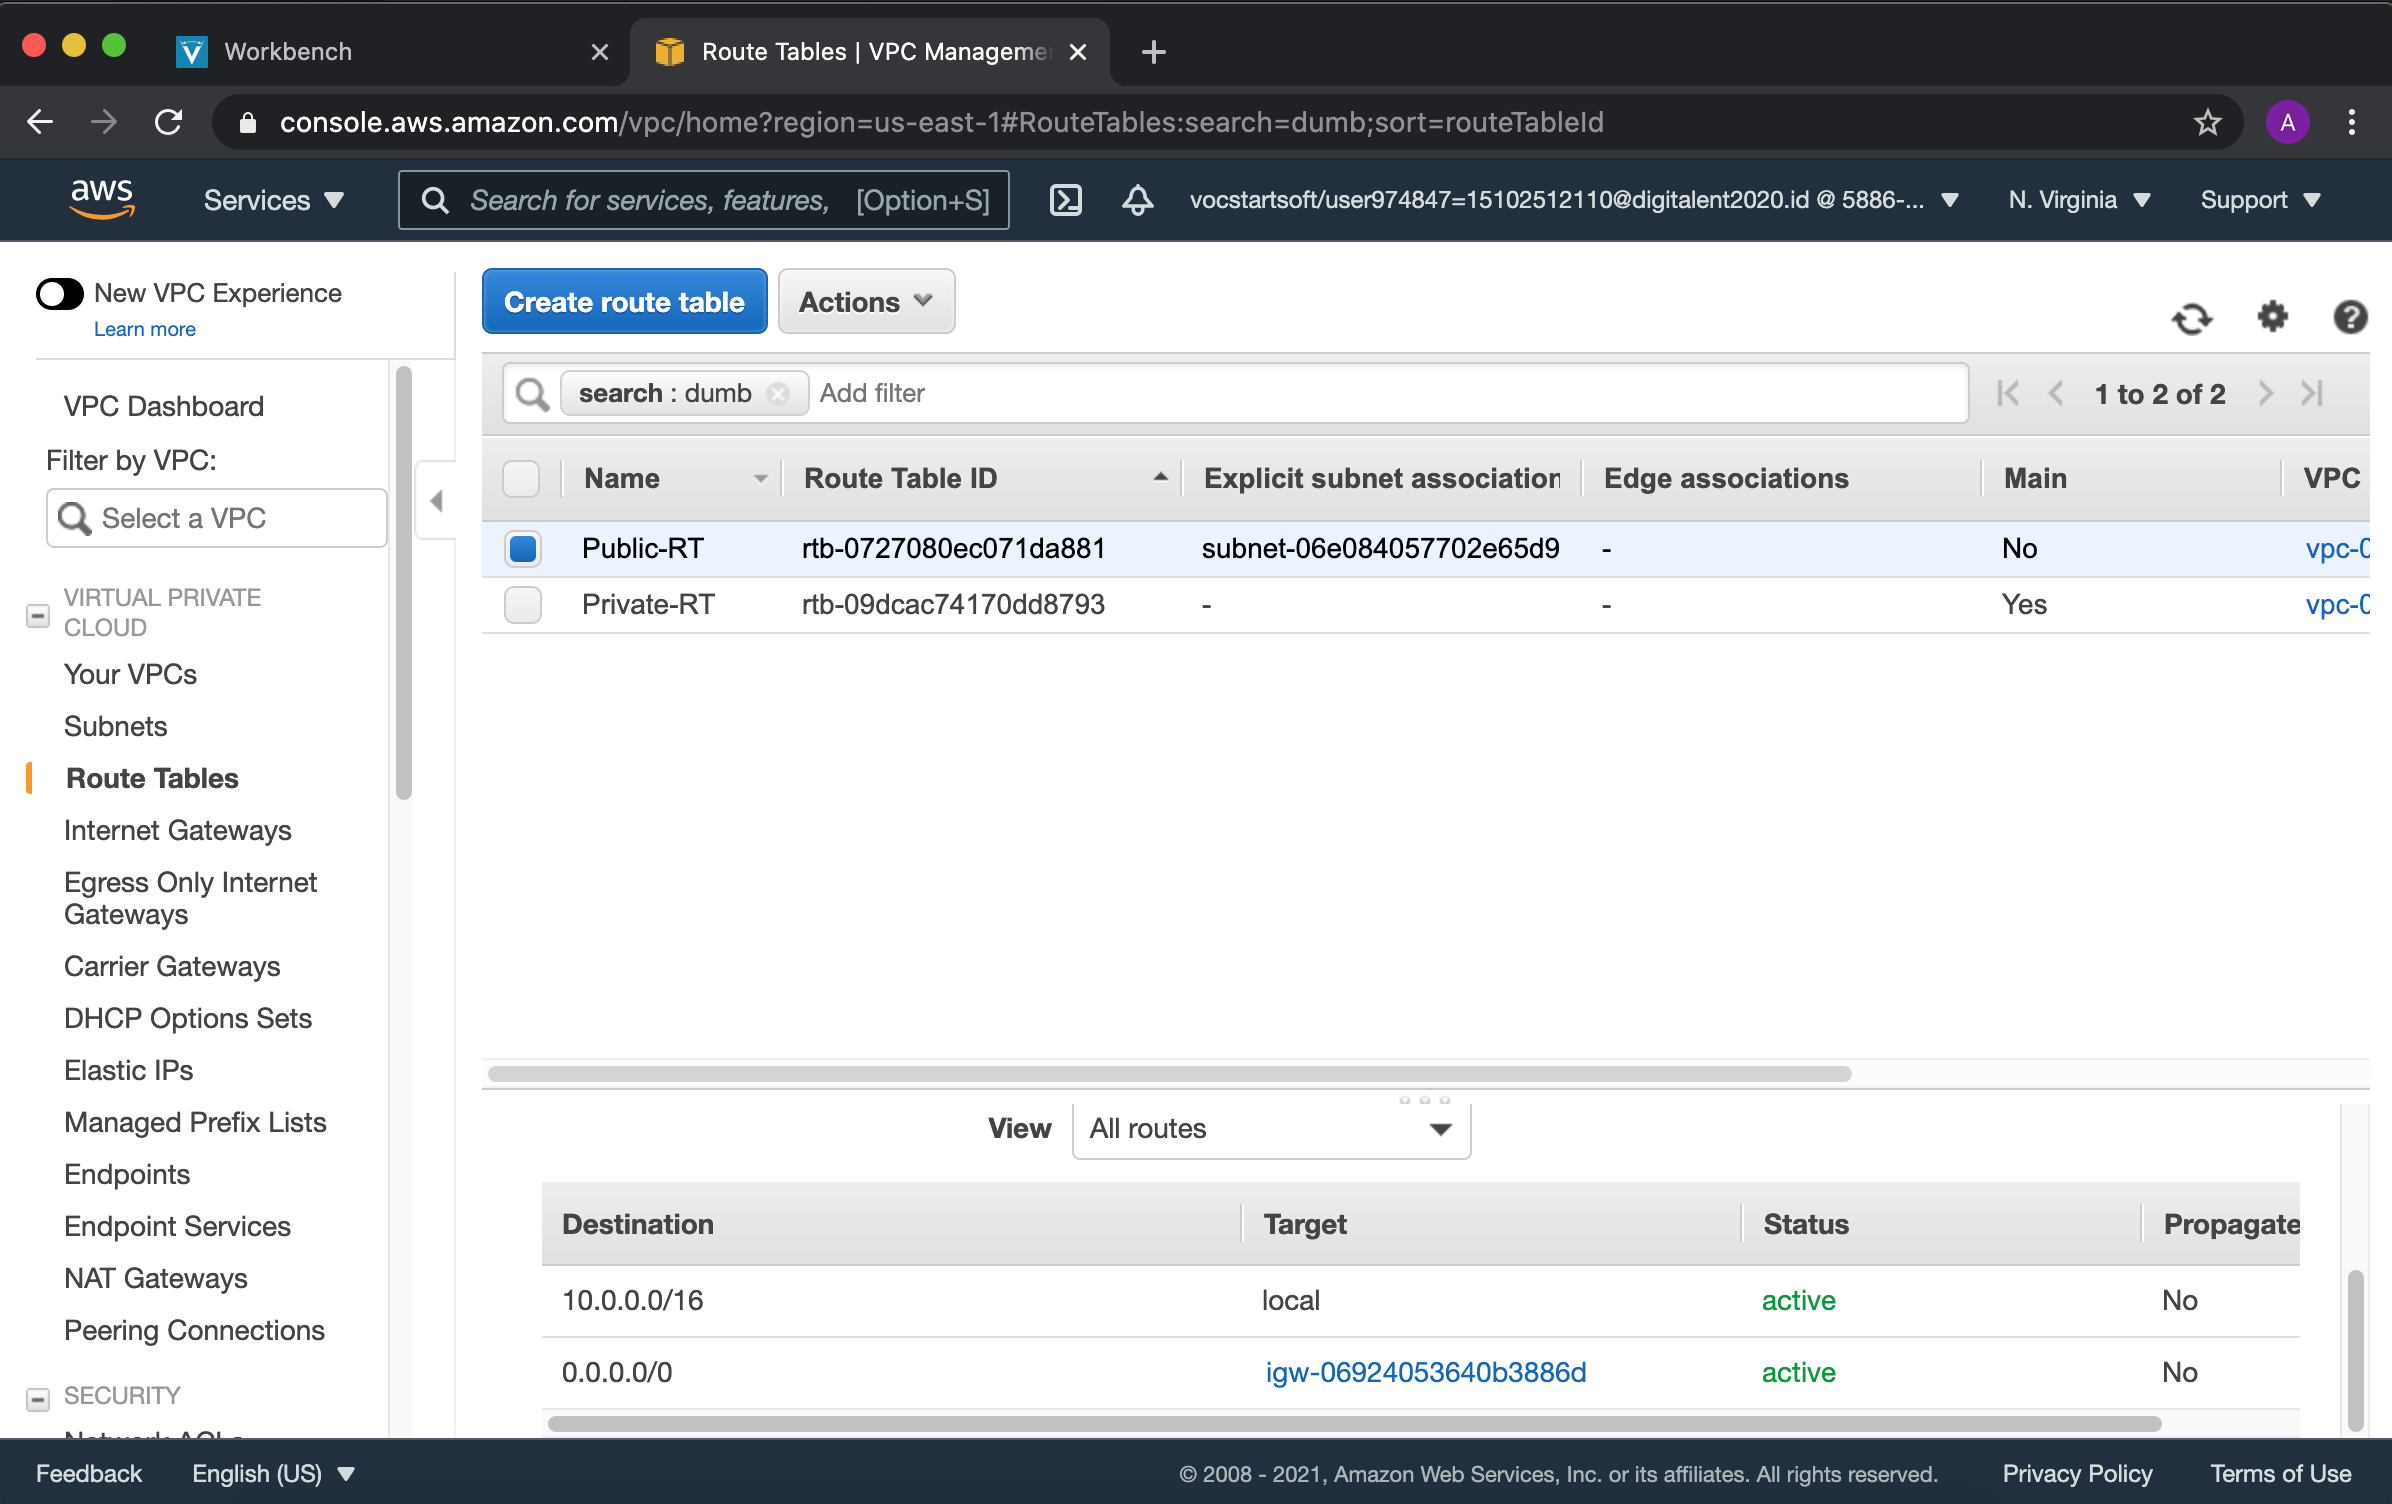 Workbench
Route Tables | VPC Manageme
console.aws.amazon.com/vpc/home?region=us-east-1#RouteTables:search=dumb;sort=routeTableId
A
aws
Services
Search for services, features, [Option+S]
vocstartsoft/user974847=15102512110@digitalent2020.id @ 5886-...
N. Virginia
Support
New VPC Experience
Learn more
VPC Dashboard
Filter by VPC:
Select a VPC
VIRTUAL PRIVATE
CLOUD
Your VPCs
Subnets
Route Tables
Internet Gateways
Egress Only Internet
Gateways
Carrier Gateways
DHCP Options Sets
Elastic IPs
Managed Prefix Lists
Endpoints
Endpoint Services
NAT Gateways
Peering Connections
SECURITY
Create route table
Actions
search : dumb
Add filter
1 to 2 of 2
Name Route Table ID Explicit subnet association Edge associations Main VPC
Public-RT rtb-0727080ec071da881 subnet-06e084057702e65d9 - No vpc-0
Private-RT rtb-09dcac74170dd8793 - - Yes vpc-0
View All routes
Destination Target Status Propagate
10.0.0.0/16 local active No
0.0.0.0/0 igw-06924053640b3886d active No
Feedback
English (US)
© 2008 - 2021, Amazon Web Services, Inc. or its affiliates. All rights reserved.
Privacy Policy
Terms of Use